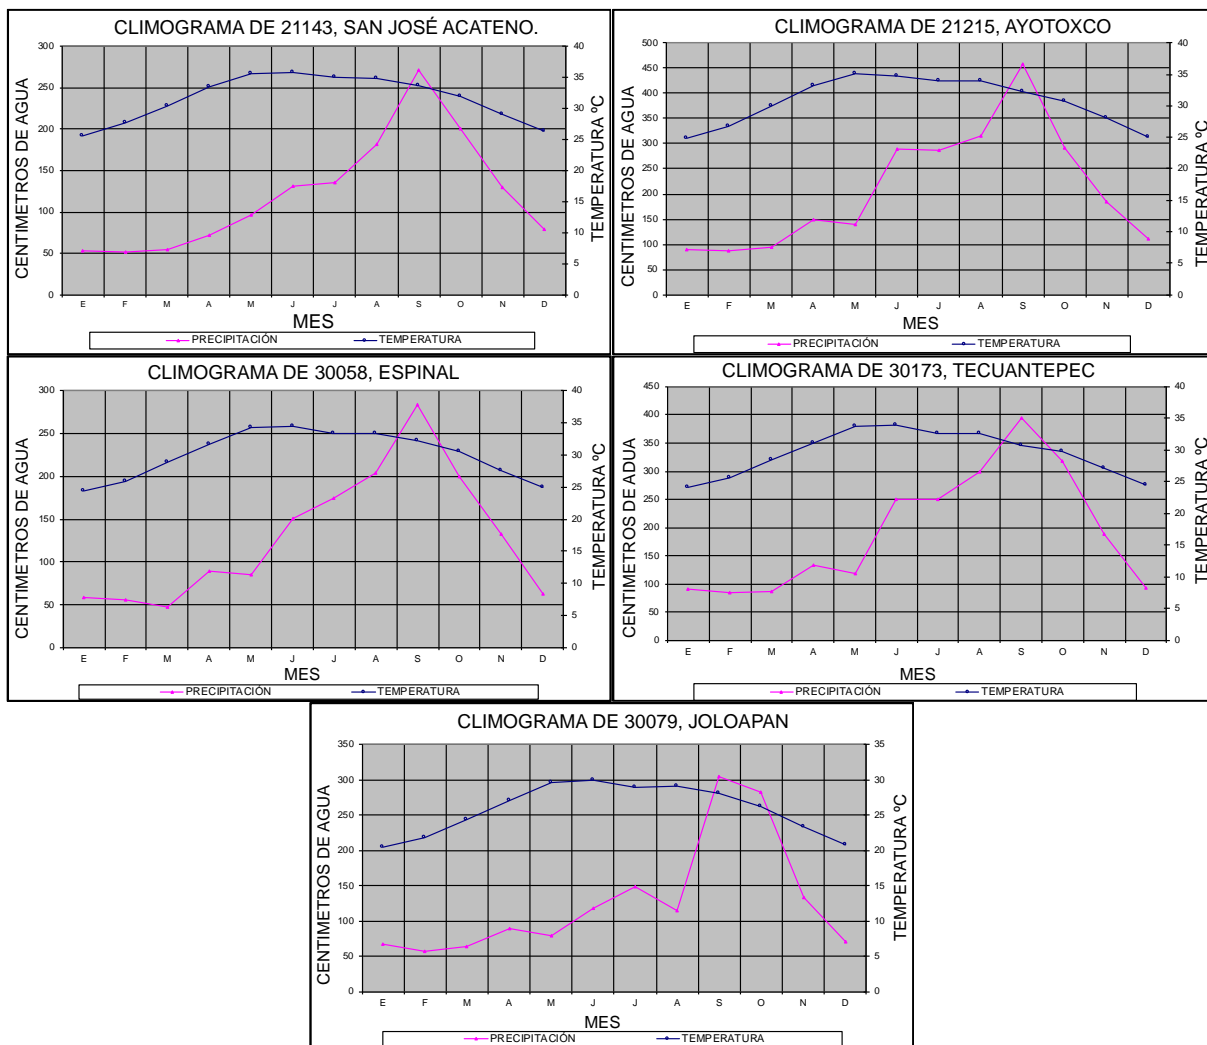 CLIMOGRAMA DE 21143, SAN JOSÉ ACATENO.
CENTIMETROS DE AGUA
300
250
200
150
100
50
0
40
35
30
25
20
15
10
5
0
TEMPERATURA ºC
E F M A M J J A S O N D
MES
PRECIPITACIÓN TEMPERATURA
CLIMOGRAMA DE 21215, AYOTOXCO
CENTIMETROS DE AGUA
500
450
400
350
300
250
200
150
100
50
0
40
35
30
25
20
15
10
5
0
TEMPERATURA ºC
E F M A M J J A S O N D
MES
PRECIPITACIÓN TEMPERATURA
CLIMOGRAMA DE 30058, ESPINAL
CENTIMETROS DE AGUA
300
250
200
150
100
50
0
40
35
30
25
20
15
10
5
0
TEMPERATURA ºC
E F M A M J J A S O N D
MES
PRECIPITACIÓN TEMPERATURA
CLIMOGRAMA DE 30173, TECUANTEPEC
CENTIMETROS DE ADUA
450
400
350
300
250
200
150
100
50
0
40
35
30
25
20
15
10
5
0
TEMPERATURA ºC
E F M A M J J A S O N D
MES
PRECIPITACIÓN TEMPERATURA
CLIMOGRAMA DE 30079, JOLOAPAN
CENTIMETROS DE AGUA
350
300
250
200
150
100
50
0
35
30
25
20
15
10
5
0
TEMPERATURA ºC
E F M A M J J A S O N D
MES
PRECIPITACIÓN TEMPERATURA